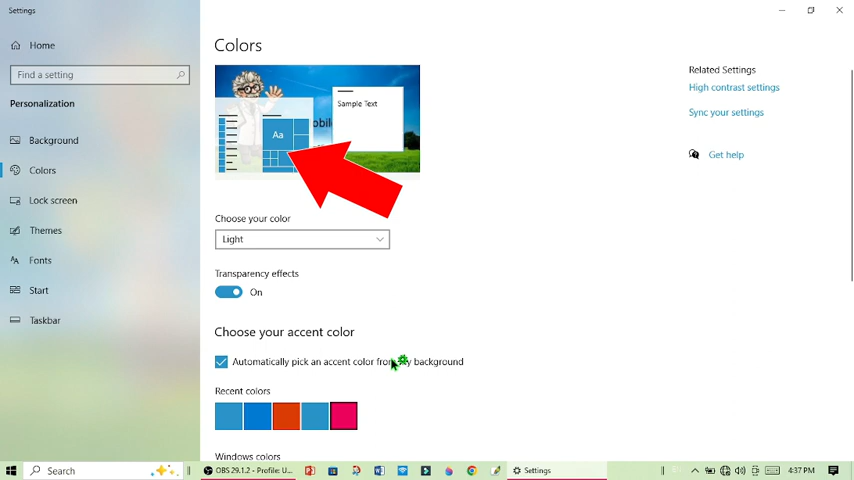 Settings
Home
Find a setting
Personalization
Background
Colors
Lock screen
Themes
Fonts
Start
Taskbar
Colors
Sample Text
Aa
Choose your color
Light
Transparency effects
On
Choose your accent color
Automatically pick an accent color from my background
Recent colors
Windows colors
Related Settings
High contrast settings
Sync your settings
Get help
Search
OBS 29.1.2 - Profile: U...
Settings
4:37 PM